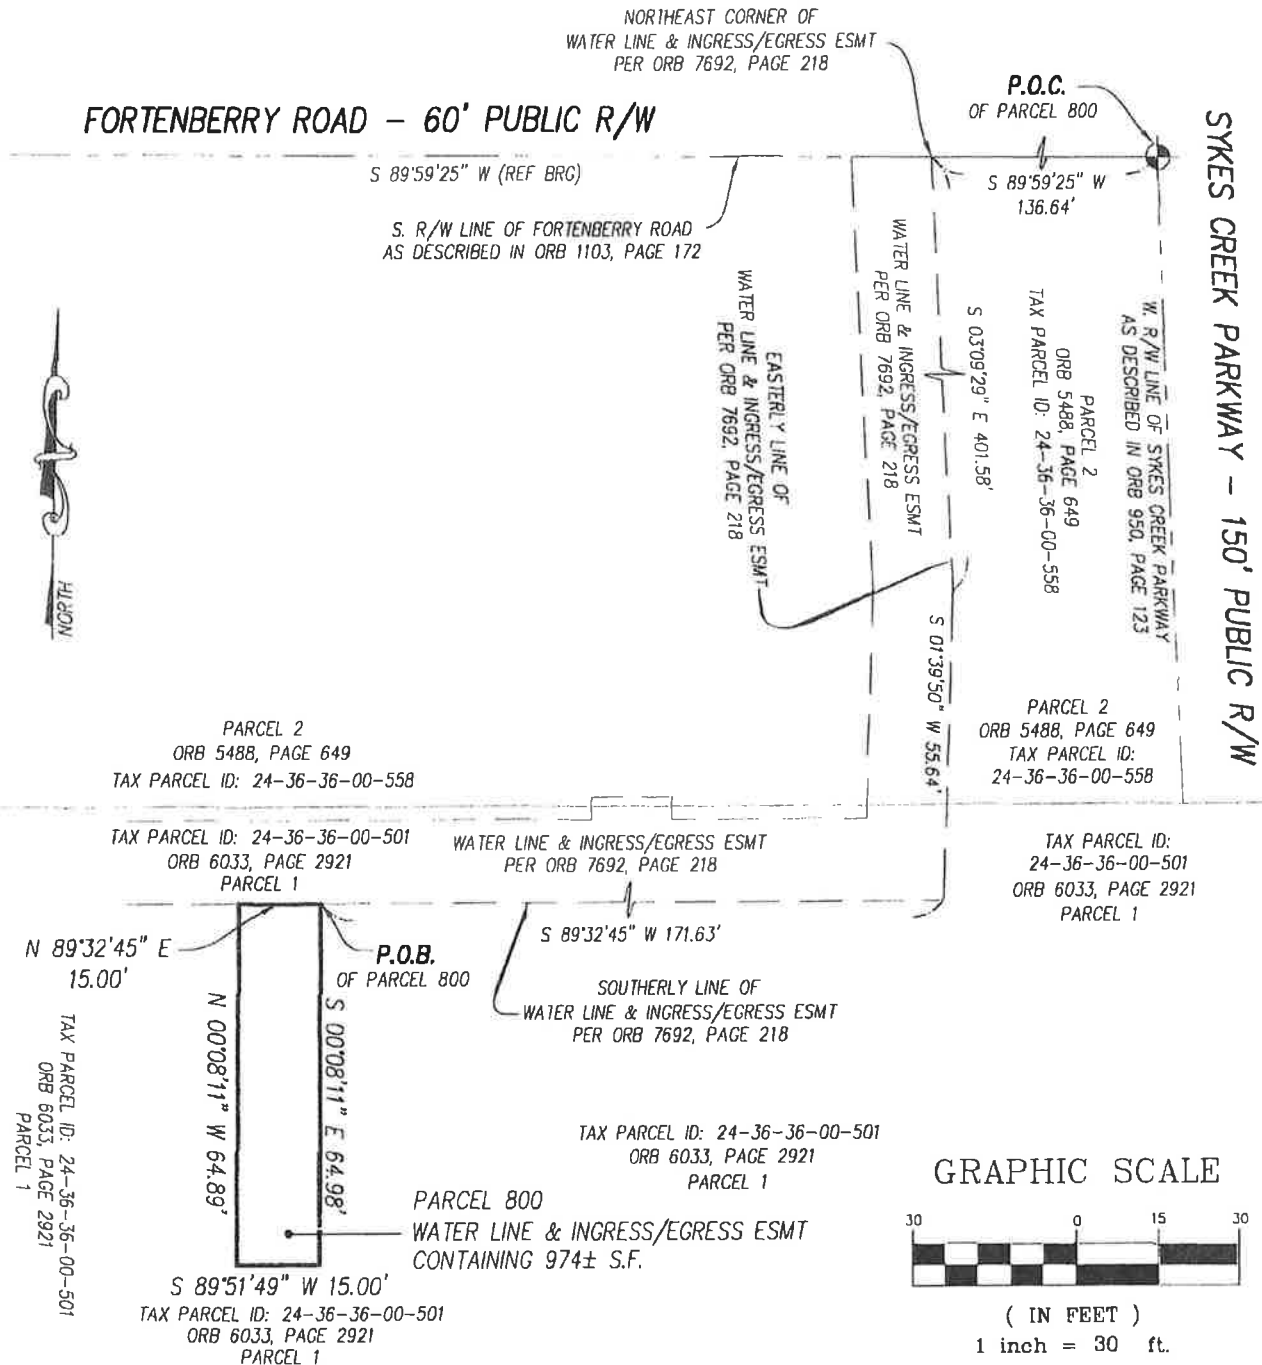 NORTHEAST CORNER OF
WATER LINE & INGRESS/EGRESS ESMT
PER ORB 7692, PAGE 218
P.O.C.
OF PARCEL 800
FORTENBERRY ROAD - 60' PUBLIC R/W
S 89°59'25" W (REF BRG)
S 89°59'25" W
136.64'
S. R/W LINE OF FORTENBERRY ROAD
AS DESCRIBED IN ORB 1103, PAGE 172
SYKES CREEK PARKWAY - 150' PUBLIC R/W
W. R/W LINE OF SYKES CREEK PARKWAY
AS DESCRIBED IN ORB 950, PAGE 123
PARCEL 2
ORB 5488, PAGE 649
TAX PARCEL ID: 24-36-36-00-558
S 03°09'29" E 401.58'
WATER LINE & INGRESS/EGRESS ESMT
PER ORB 7692, PAGE 218
EASTERLY LINE OF
WATER LINE & INGRESS/EGRESS ESMT
PER ORB 7692, PAGE 218
NORTH
S 01°39'50" W 55.64'
PARCEL 2
ORB 5488, PAGE 649
TAX PARCEL ID: 24-36-36-00-558
PARCEL 2
ORB 5488, PAGE 649
TAX PARCEL ID:
24-36-36-00-558
TAX PARCEL ID: 24-36-36-00-501
ORB 6033, PAGE 2921
PARCEL 1
WATER LINE & INGRESS/EGRESS ESMT
PER ORB 7692, PAGE 218
TAX PARCEL ID:
24-36-36-00-501
ORB 6033, PAGE 2921
PARCEL 1
N 89°32'45" E
15.00'
P.O.B.
OF PARCEL 800
S 89°32'45" W 171.63'
SOUTHERLY LINE OF
WATER LINE & INGRESS/EGRESS ESMT
PER ORB 7692, PAGE 218
N 00°08'11" W 64.89'
S 00°08'11" E 64.98'
TAX PARCEL ID: 24-36-36-00-501
ORB 6033, PAGE 2921
PARCEL 1
TAX PARCEL ID: 24-36-36-00-501
ORB 6033, PAGE 2921
PARCEL 1
PARCEL 800
WATER LINE & INGRESS/EGRESS ESMT
CONTAINING 974± S.F.
S 89°51'49" W 15.00'
TAX PARCEL ID: 24-36-36-00-501
ORB 6033, PAGE 2921
PARCEL 1
GRAPHIC SCALE
30 0 15 30
( IN FEET )
1 inch = 30 ft.